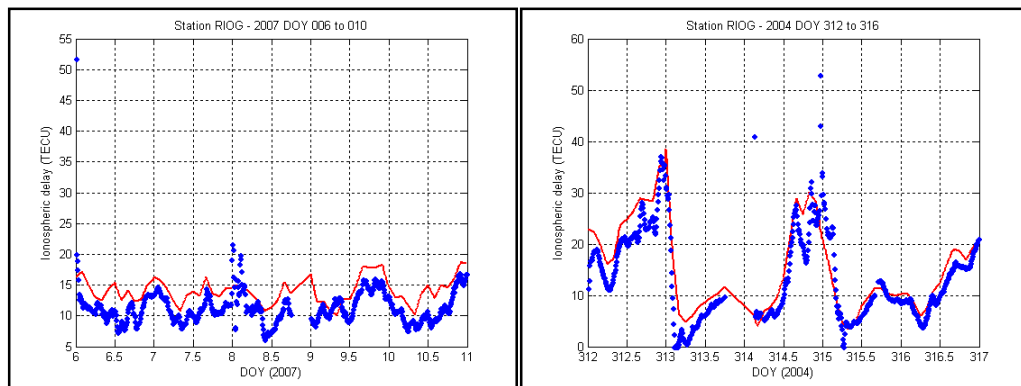 Station RIOG - 2007 DOY 006 to 010
55
50
45
40
35
30
25
20
15
10
5
Ionospheric delay (TECU)
6 6.5 7 7.5 8 8.5 9 9.5 10 10.5 11
DOY (2007)
Station RIOG - 2004 DOY 312 to 316
60
50
40
30
20
10
0
Ionospheric delay (TECU)
312 312.5 313 313.5 314 314.5 315 315.5 316 316.5 317
DOY (2004)